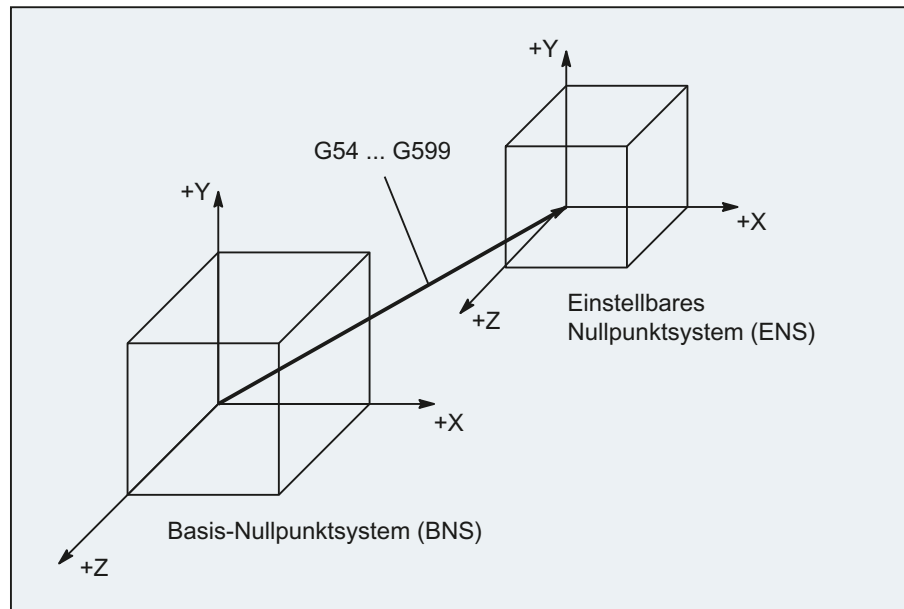 +Y
G54 ... G599
+Y
+X
Einstellbares
Nullpunktsystem (ENS)
+Z
+X
Basis-Nullpunktsystem (BNS)
+Z